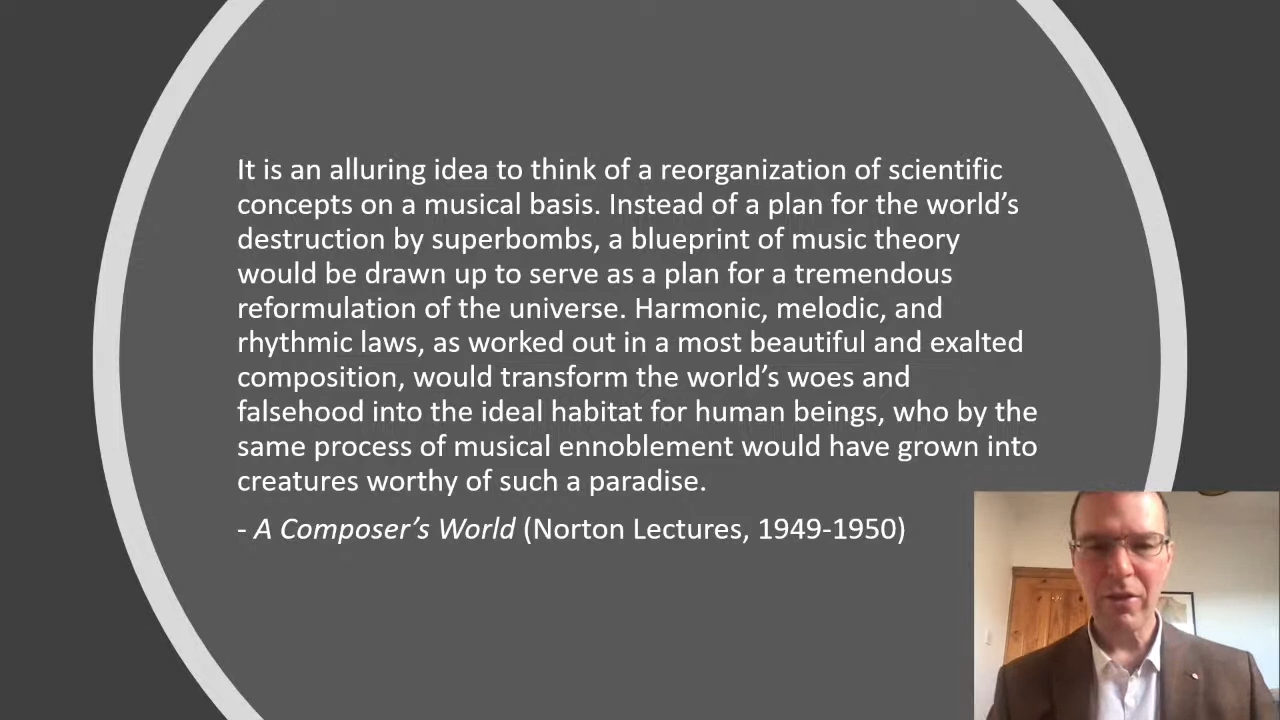 It is an alluring idea to think of a reorganization of scientific
concepts on a musical basis. Instead of a plan for the world’s
destruction by superbombs, a blueprint of music theory
would be drawn up to serve as a plan for a tremendous
reformulation of the universe. Harmonic, melodic, and
rhythmic laws, as worked out in a most beautiful and exalted
composition, would transform the world’s woes and
falsehood into the ideal habitat for human beings, who by the
same process of musical ennoblement would have grown into
creatures worthy of such a paradise.
- A Composer’s World (Norton Lectures, 1949-1950)